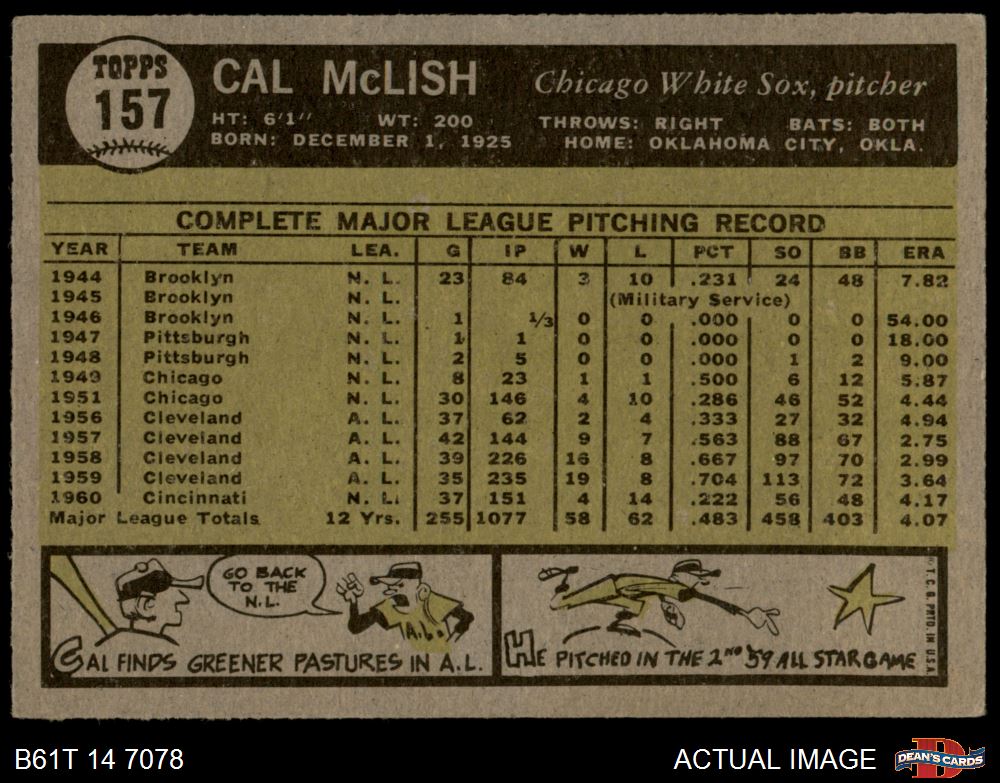 TOPPS
157
CAL McLISH
Chicago White Sox, pitcher
HT: 6'1" WT: 200 THROWS: RIGHT BATS: BOTH
BORN: DECEMBER 1, 1925 HOME: OKLAHOMA CITY, OKLA.
COMPLETE MAJOR LEAGUE PITCHING RECORD
YEAR TEAM LEA. G IP W L PCT SO BB ERA
1944 Brooklyn N. L. 23 84 3 10 .231 24 48 7.82
1945 Brooklyn N. L. (Military Service)
1946 Brooklyn N. L. 1 1/3 0 0 .000 0 0 54.00
1947 Pittsburgh N. L. 1 1 0 0 .000 0 0 18.00
1948 Pittsburgh N. L. 2 5 0 0 .000 1 2 9.00
1949 Chicago N. L. 8 23 1 1 .500 6 12 5.87
1951 Chicago N. L. 30 146 4 10 .286 46 52 4.44
1956 Cleveland A. L. 37 62 2 4 .333 27 32 4.94
1957 Cleveland A. L. 42 144 9 7 .563 88 67 2.75
1958 Cleveland A. L. 39 226 16 8 .667 97 70 2.99
1959 Cleveland A. L. 35 235 19 8 .704 113 72 3.64
1960 Cincinnati N. L. 37 151 4 14 .222 56 48 4.17
Major League Totals 12 Yrs. 255 1077 58 62 .483 458 403 4.07
GO BACK
TO THE
N.L.
A.L.
CAL FINDS GREENER PASTURES IN A.L.
HE PITCHED IN THE 2ND '59 ALL STAR GAME
© T. C. G. PRTD. IN U.S.A.
B61T 14 7078
ACTUAL IMAGE
D
DEAN'S CARDS